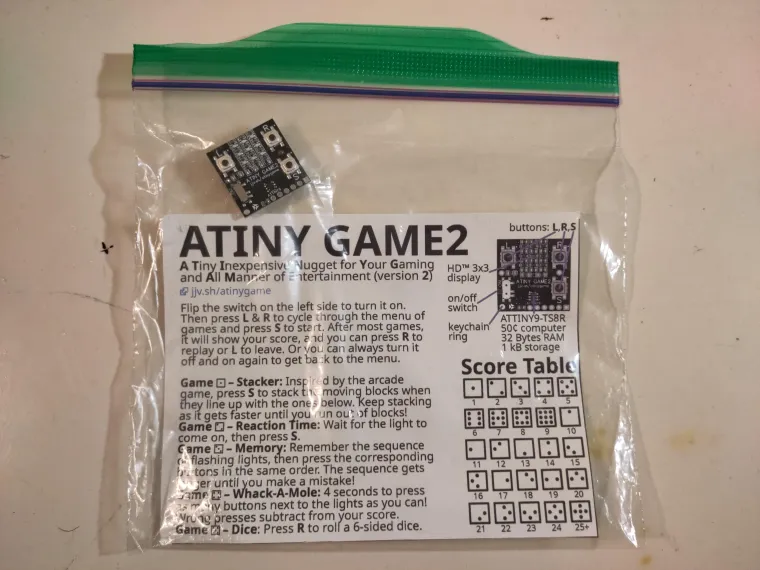 ATINY GAME2
ATINY GAME2
A Tiny Inexpensive Nugget for Your Gaming
and All Manner of Entertainment (version 2)
jjv.sh/atinygame
Flip the switch on the left side to turn it on.
Then press L & R to cycle through the menu of
games and press S to start. After most games,
it will show your score, and you can press R to
replay or L to leave. Or you can always turn it
off and on again to get back to the menu.
Game – Stacker: Inspired by the arcade
game, press S to stack the moving blocks when
they line up with the ones below. Keep stacking
as it gets faster until you run out of blocks!
Game – Reaction Time: Wait for the light to
come on, then press S.
Game – Memory: Remember the sequence
of flashing lights, then press the corresponding
buttons in the same order. The sequence gets
until you make a mistake!
Game – Whack-A-Mole: 4 seconds to press
as many buttons next to the lights as you can!
Wrong presses subtract from your score.
Game – Dice: Press R to roll a 6-sided dice.
buttons: L,R,S
HD™ 3x3
display
on/off
switch
keychain
ring
ATINY GAME2
ATTINY9-TS8R
50¢ computer
32 Bytes RAM
1 kB storage
Score Table
1 2 3 4 5
6 7 8 9 10
11 12 13 14 15
16 17 18 19 20
21 22 23 24 25+